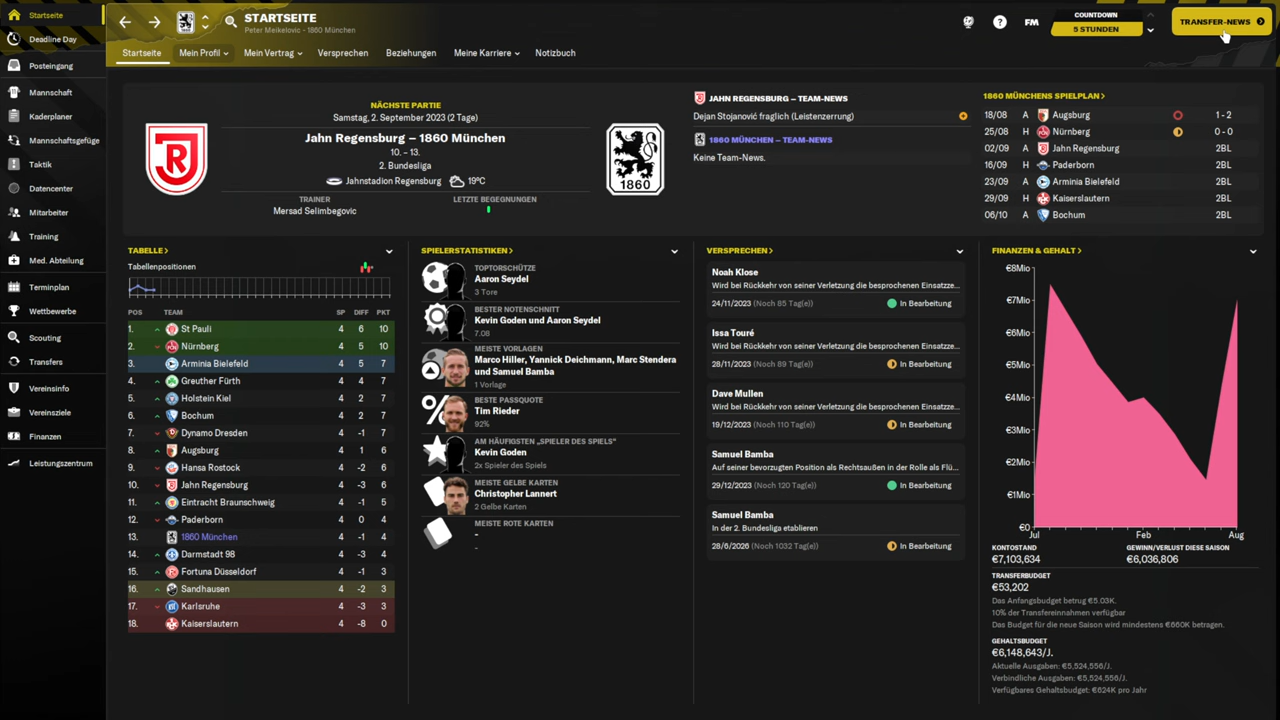 Startseite
Deadline Day
Posteingang
Mannschaft
Kaderplaner
Mannschaftsgefüge
Taktik
Datencenter
Mitarbeiter
Training
Med. Abteilung
Terminplan
Wettbewerbe
Scouting
Transfers
Vereinsinfo
Vereinsziele
Finanzen
Leistungszentrum
STARTSEITE
Peter Meikelovic - 1860 München
FM
COUNTDOWN
5 STUNDEN
TRANSFER-NEWS
Startseite Mein Profil Mein Vertrag Versprechen Beziehungen Meine Karriere Notizbuch
NÄCHSTE PARTIE
Samstag, 2. September 2023 (2 Tage)
Jahn Regensburg – 1860 München
10. – 13.
2. Bundesliga
Jahnstadion Regensburg 19°C
TRAINER
Mersad Selimbegovic
LETZTE BEGEGNUNGEN
1860
JAHN REGENSBURG – TEAM-NEWS
Dejan Stojanović fraglich (Leistenzerrung)
1860 MÜNCHEN – TEAM-NEWS
Keine Team-News.
1860 MÜNCHENS SPIELPLAN
18/08 A Augsburg 1 - 2
25/08 H Nürnberg 0 - 0
02/09 A Jahn Regensburg 2BL
16/09 H Paderborn 2BL
23/09 A Arminia Bielefeld 2BL
29/09 H Kaiserslautern 2BL
06/10 A Bochum 2BL
TABELLE
Tabellenpositionen
POS TEAM SP DIFF PKT
1. St Pauli 4 6 10
2. Nürnberg 4 5 10
3. Arminia Bielefeld 4 5 7
4. Greuther Fürth 4 4 7
5. Holstein Kiel 4 2 7
6. Bochum 4 2 7
7. Dynamo Dresden 4 -1 7
8. Augsburg 4 1 6
9. Hansa Rostock 4 -2 6
10. Jahn Regensburg 4 -3 6
11. Eintracht Braunschweig 4 -1 5
12. Paderborn 4 0 4
13. 1860 München 4 -1 4
14. Darmstadt 98 4 -3 4
15. Fortuna Düsseldorf 4 -1 3
16. Sandhausen 4 -2 3
17. Karlsruhe 4 -3 3
18. Kaiserslautern 4 -8 0
SPIELERSTATISTIKEN
TOPTORSCHÜTZE
Aaron Seydel
3 Tore
BESTER NOTENSCHNITT
Kevin Goden und Aaron Seydel
7.08
MEISTE VORLAGEN
Marco Hiller, Yannick Deichmann, Marc Stendera
und Samuel Bamba
1 Vorlage
BESTE PASSQUOTE
Tim Rieder
92%
AM HÄUFIGSTEN „SPIELER DES SPIELS"
Kevin Goden
2x Spieler des Spiels
MEISTE GELBE KARTEN
Christopher Lannert
2 Gelbe Karten
MEISTE ROTE KARTEN
-
-
VERSPRECHEN
Noah Klose
Wird bei Rückkehr von seiner Verletzung die besprochenen Einsatzze...
24/11/2023 (Noch 85 Tag(e)) In Bearbeitung
Issa Touré
Wird bei Rückkehr von seiner Verletzung die besprochenen Einsatzze...
28/11/2023 (Noch 89 Tag(e)) In Bearbeitung
Dave Mullen
Wird bei Rückkehr von seiner Verletzung die besprochenen Einsatzze...
19/12/2023 (Noch 110 Tag(e)) In Bearbeitung
Samuel Bamba
Auf seiner bevorzugten Position als Rechtsaußen in der Rolle als Flü...
29/12/2023 (Noch 120 Tag(e)) In Bearbeitung
Samuel Bamba
In der 2. Bundesliga etablieren
28/6/2026 (Noch 1032 Tag(e)) In Bearbeitung
FINANZEN & GEHALT
€8Mio
€7Mio
€6Mio
€5Mio
€4Mio
€3Mio
€2Mio
€1Mio
€0
Jul Feb Aug
KONTOSTAND
€7,103,634
GEWINN/VERLUST DIESE SAISON
€6,036,806
TRANSFERBUDGET
€53,202
Das Anfangsbudget betrug €5.03K.
10% der Transfereinnahmen verfügbar
Das Budget für die neue Saison wird mindestens €660K betragen.
GEHALTSBUDGET
€6,148,643/J.
Aktuelle Ausgaben: €5,524,556/J.
Verbindliche Ausgaben: €5,524,556/J.
Verfügbares Gehaltsbudget: €624K pro Jahr